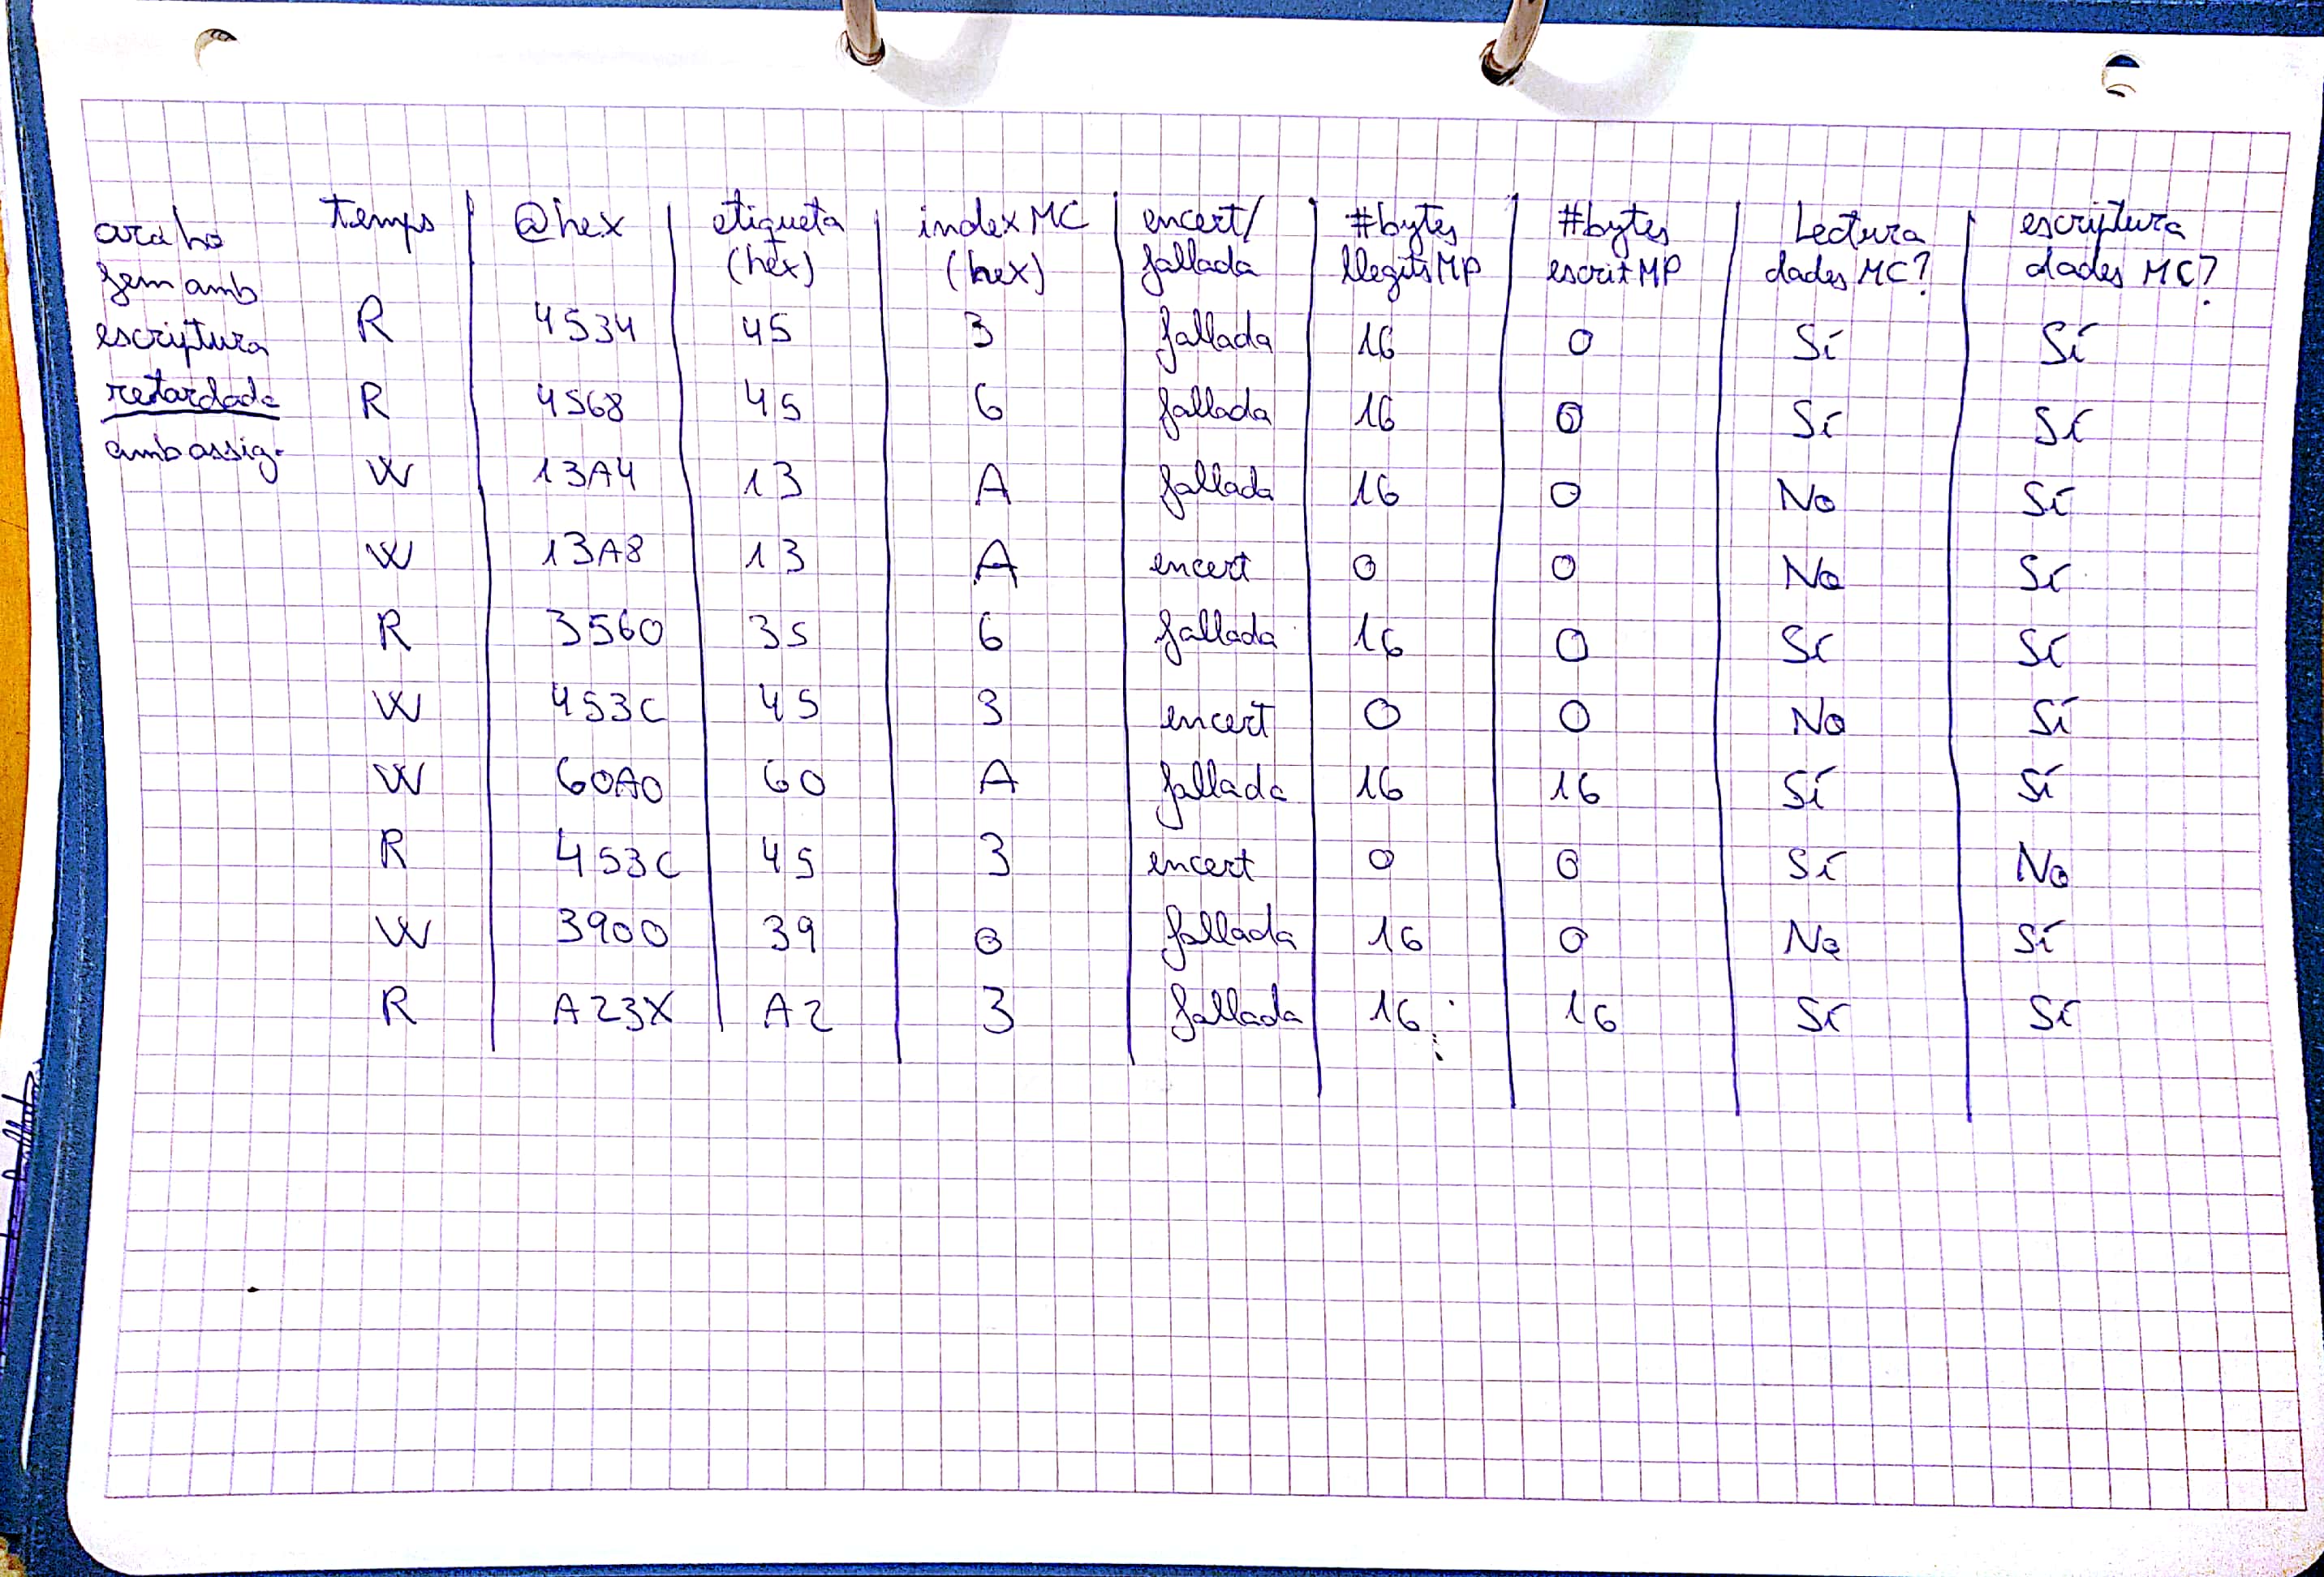 ara ho
fem amb
escriptura
retardada
amb assig.
temps @hex etiqueta (hex) index MC (hex) encert/ fallada #bytes llegits MP #bytes escrit MP Lectura dades MC? escriptura dades MC?
R 4534 45 3 fallada 16 0 Sí Sí
R 4568 45 6 fallada 16 0 Sí Sí
W 13A4 13 A fallada 16 0 No Sí
W 13A8 13 A encert 0 0 No Sí
R 3560 35 6 fallada 16 0 Sí Sí
W 453C 45 3 encert 0 0 No Sí
W 60A0 60 A fallada 16 16 Sí Sí
R 453C 45 3 encert 0 0 Sí No
W 3900 39 0 fallada 16 0 No Sí
R A23X A2 3 fallada 16 16 Sí Sí